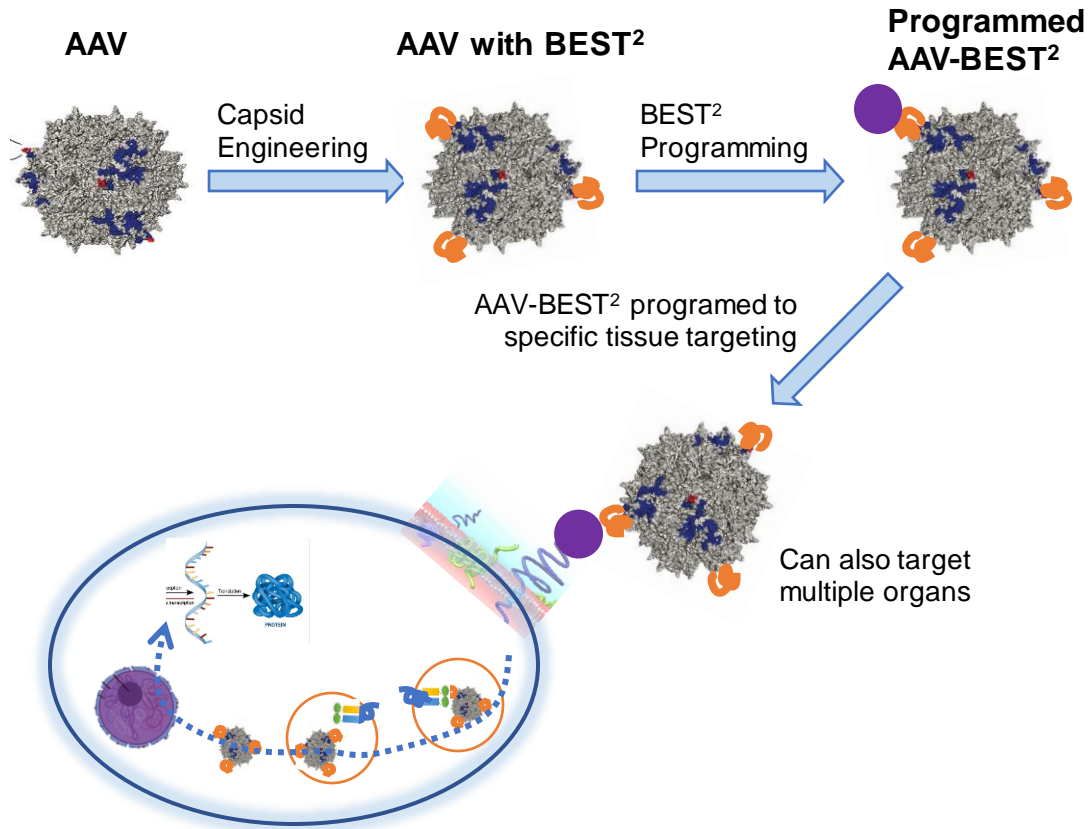 AAV
AAV with BEST²
Programmed
AAV-BEST²
Capsid
Engineering
BEST²
Programming
AAV-BEST² programed to
specific tissue targeting
Can also target
multiple organs
Translation
PROTEIN